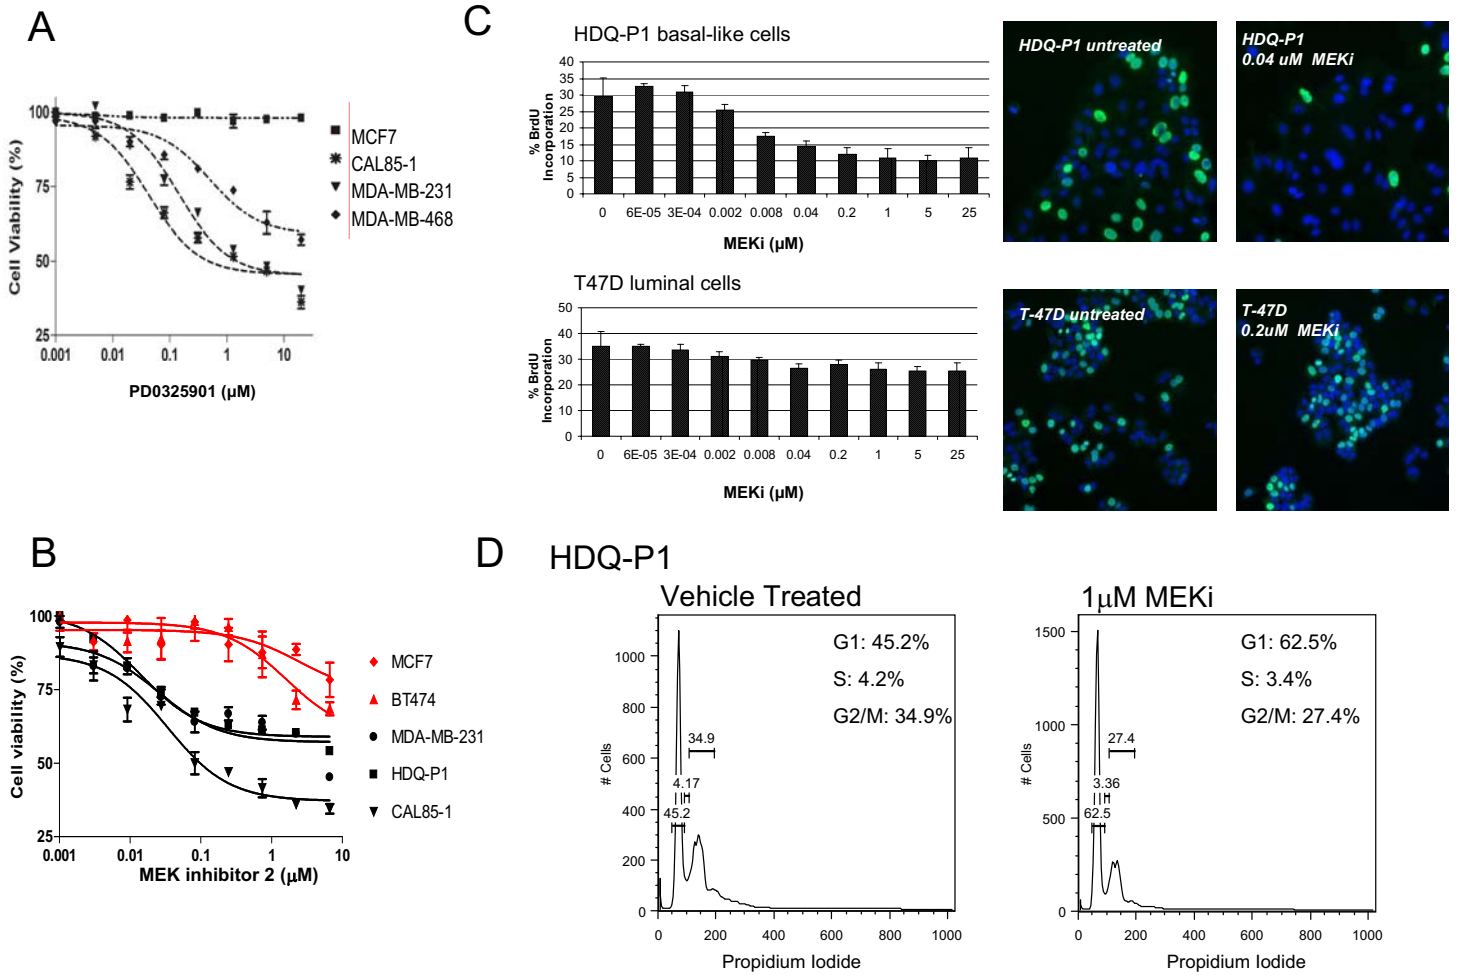 A
Cell Viability (%)
100
75
50
25
0.001 0.01 0.1 1 10
PD0325901 (µM)
MCF7
CAL85-1
MDA-MB-231
MDA-MB-468
B
Cell viability (%)
100
75
50
25
0.001 0.01 0.1 1 10
MEK inhibitor 2 (µM)
MCF7
BT474
MDA-MB-231
HDQ-P1
CAL85-1
C
HDQ-P1 basal-like cells
% BrdU
Incorporation
40
35
30
25
20
15
10
5
0
0 6E-05 3E-04 0.002 0.008 0.04 0.2 1 5 25
MEKi (µM)
HDQ-P1 untreated
HDQ-P1
0.04 uM MEKi
T47D luminal cells
% BrdU
Incorporation
50
40
30
20
10
0
0 6E-05 3E-04 0.002 0.008 0.04 0.2 1 5 25
MEKi (µM)
T-47D untreated
T-47D
0.2uM MEKi
D
HDQ-P1
Vehicle Treated
# Cells
1000
800
600
400
200
0
G1: 45.2%
S: 4.2%
G2/M: 34.9%
34.9
4.17
45.2
0 200 400 600 800 1000
Propidium Iodide
1µM MEKi
# Cells
1500
1000
500
0
G1: 62.5%
S: 3.4%
G2/M: 27.4%
27.4
3.36
62.5
0 200 400 600 800 1000
Propidium Iodide